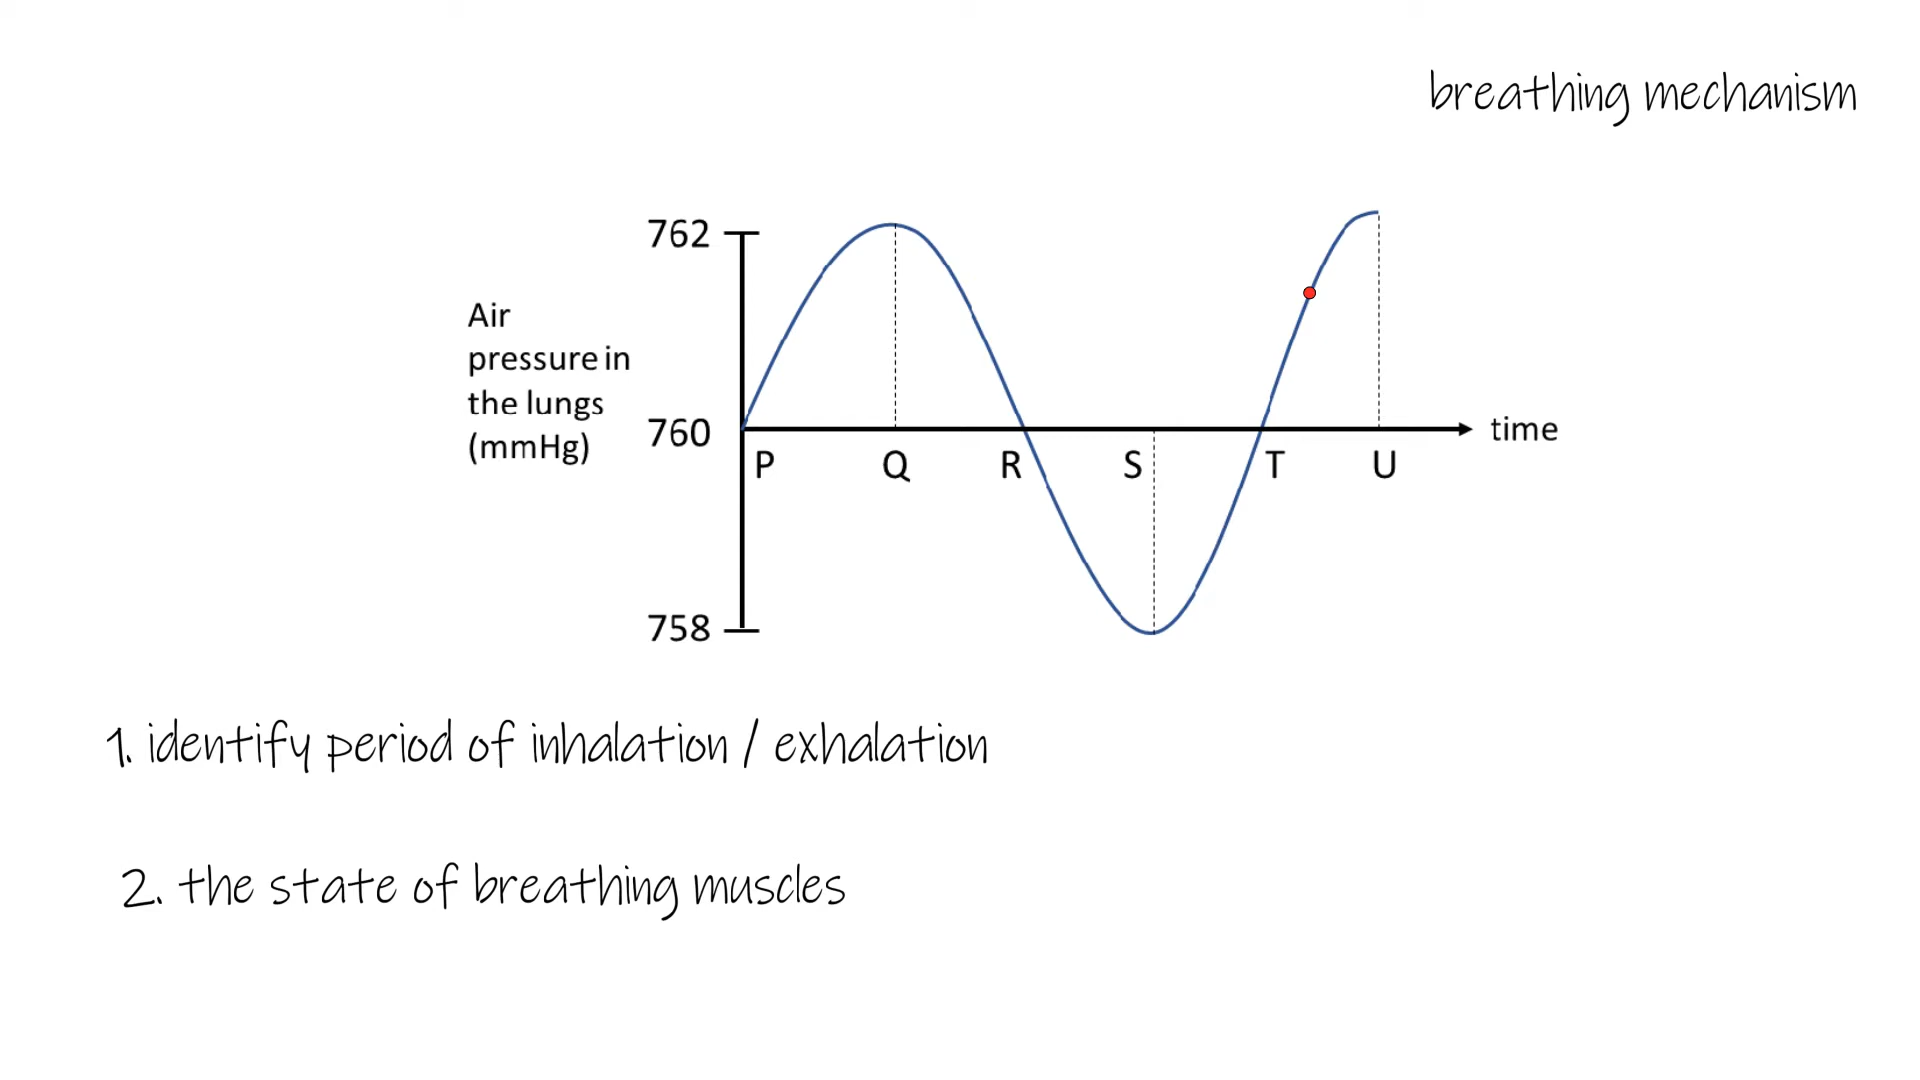 breathing mechanism
762
Air
pressure in
the lungs
(mmHg)
760
time
P Q R S T U
758
1. identify period of inhalation / exhalation
2. the state of breathing muscles